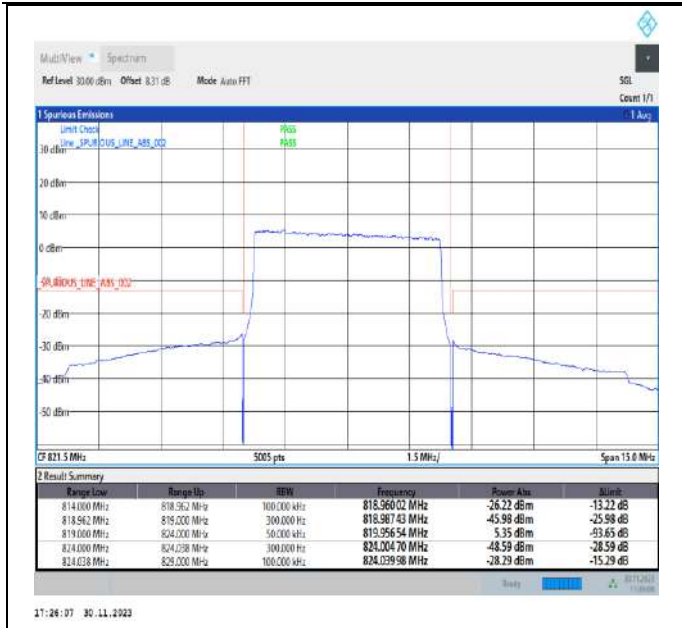 MultiView Spectrum
Ref Level 30.00 dBm Offset 8.31 dB Mode Auto FFT SGL
Count 1/1
1 Spurious Emissions 1 Avg
Limit Check PASS
Line _SPURIOUS_LINE_ABS_002 PASS
30 dBm
20 dBm
10 dBm
0 dBm
_SPURIOUS_LINE_ABS_002
-20 dBm
-30 dBm
-40 dBm
-50 dBm
CF 821.5 MHz 5005 pts 1.5 MHz/ Span 15.0 MHz
2 Result Summary
Range Low Range Up RBW Frequency Power Abs ΔLimit
814.000 MHz 818.962 MHz 100.000 kHz 818.96002 MHz -26.22 dBm -13.22 dB
818.962 MHz 819.000 MHz 300.000 Hz 818.98743 MHz -45.98 dBm -25.98 dB
819.000 MHz 824.000 MHz 50.000 kHz 819.95654 MHz 5.35 dBm -93.65 dB
824.000 MHz 824.038 MHz 300.000 Hz 824.00470 MHz -48.59 dBm -28.59 dB
824.038 MHz 829.000 MHz 100.000 kHz 824.03998 MHz -28.29 dBm -15.29 dB
Ready 30.11.2023
17:26:07 30.11.2023